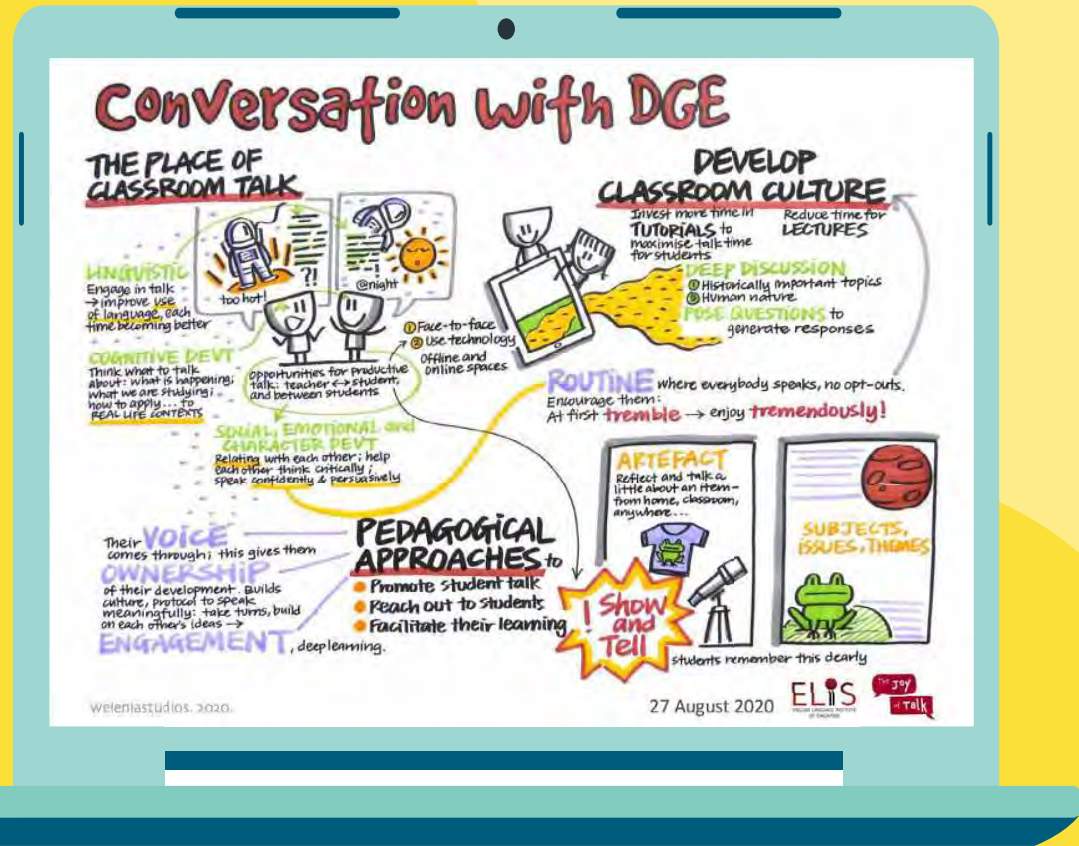 Conversation with DGE
THE PLACE OF
CLASSROOM TALK
too hot!
?!
@night
LINGUISTIC
Engage in talk
→ improve use
of language, each
time becoming better
COGNITIVE DEVT
Think what to talk
about: what is happening;
what we are studying;
how to apply... to
REAL LIFE CONTEXTS
opportunities for productive
talk: teacher ↔ student,
and between students
① Face-to-face
② Use technology
Offline and
online spaces
SOCIAL, EMOTIONAL and
CHARACTER DEVT
Relating with each other; help
each other think critically;
speak confidently & persuasively
DEVELOP
CLASSROOM CULTURE
Invest more time in
TUTORIALS to
maximise talk time
for students
Reduce time for
LECTURES
DEEP DISCUSSION
① Historically important topics
② Human nature
POSE QUESTIONS to
generate responses
ROUTINE where everybody speaks, no opt-outs.
Encourage them:
At first tremble → enjoy tremendously!
Their VOICE
comes through; this gives them
OWNERSHIP
of their development. Builds
culture, protocol to speak
meaningfully: take turns, build
on each other's ideas →
ENGAGEMENT, deep learning.
PEDAGOGICAL
APPROACHES to
Promote student talk
Reach out to students
Facilitate their learning
! Show
and
Tell
ARTEFACT
Reflect and talk a
little about an item-
from home, classroom,
anywhere...
SUBJECTS,
ISSUES, THEMES
students remember this dearly
weleniastudios. 2020.
27 August 2020
ELiS
ENGLISH LANGUAGE INSTITUTE
OF SINGAPORE
The JOY
of Talk